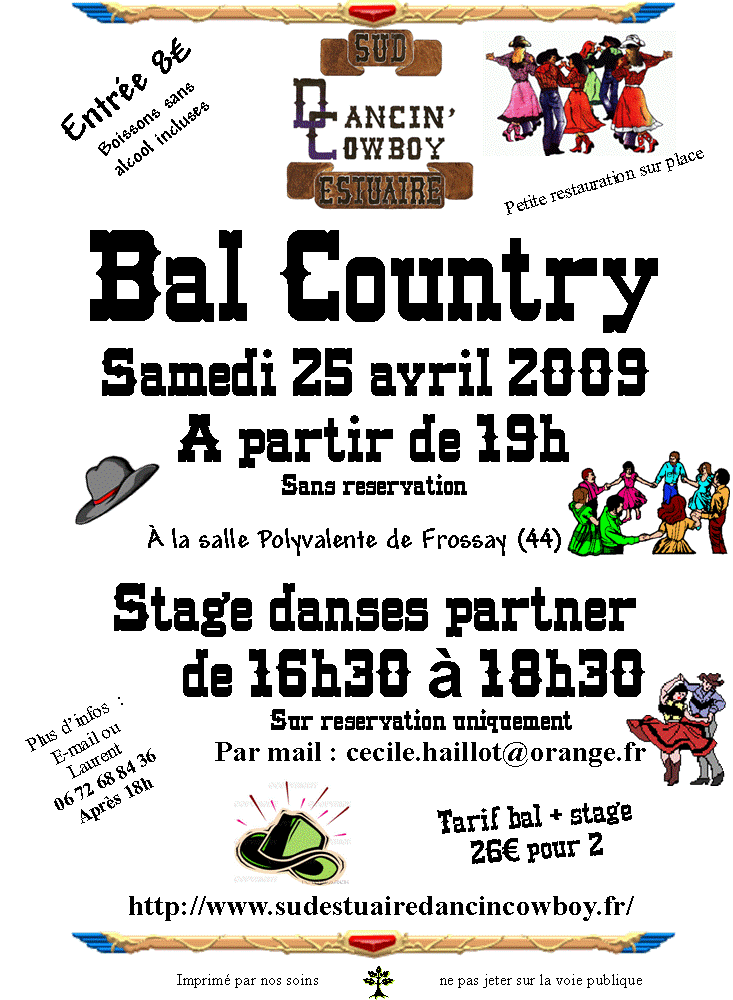 Entrée 8€
Boissons sans
alcool incluses
SUD
DANCIN'
COWBOY
ESTUAIRE
Petite restauration sur place
Bal Country
Samedi 25 avril 2009
A partir de 19h
Sans reservation
À la salle Polyvalente de Frossay (44)
Stage danses partner
de 16h30 à 18h30
Sur reservation uniquement
Par mail : cecile.haillot@orange.fr
Plus d'infos :
E-mail ou
Laurent
06 72 68 84 36
Après 18h
Tarif bal + stage
26€ pour 2
http://www.sudestuairedancincowboy.fr/
Imprimé par nos soins ne pas jeter sur la voie publique